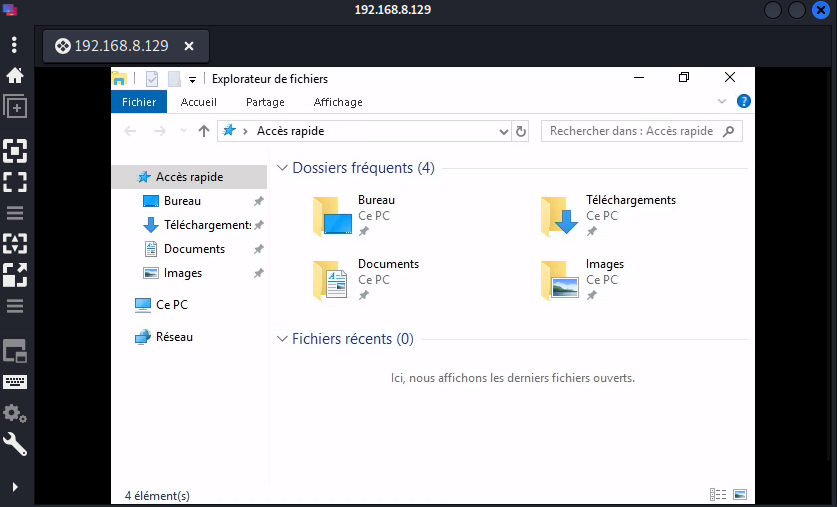 192.168.8.129
192.168.8.129
Explorateur de fichiers
Fichier Accueil Partage Affichage
Accès rapide
Rechercher dans : Accès rapide
Accès rapide
Bureau
Téléchargements
Documents
Images
Ce PC
Réseau
Dossiers fréquents (4)
Bureau
Ce PC
Téléchargements
Ce PC
Documents
Ce PC
Images
Ce PC
Fichiers récents (0)
Ici, nous affichons les derniers fichiers ouverts.
4 élément(s)